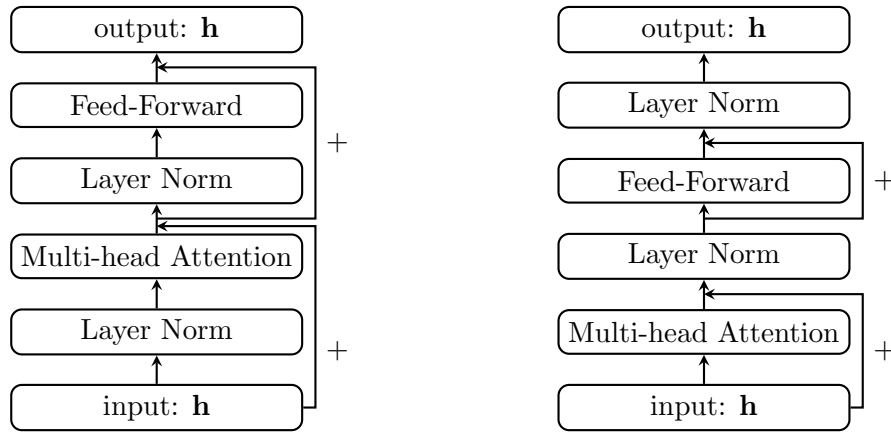 output: h
Feed-Forward
+
Layer Norm
Multi-head Attention
Layer Norm
+
input: h
output: h
Layer Norm
Feed-Forward
+
Layer Norm
Multi-head Attention
+
input: h